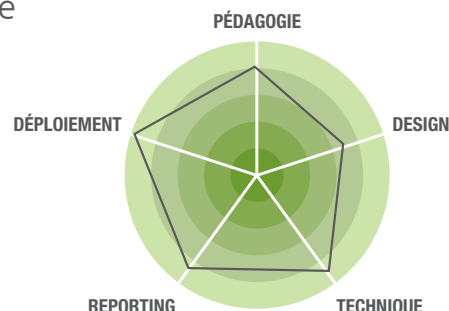 e
PÉDAGOGIE
DÉPLOIEMENT
DESIGN
REPORTING
TECHNIQUE